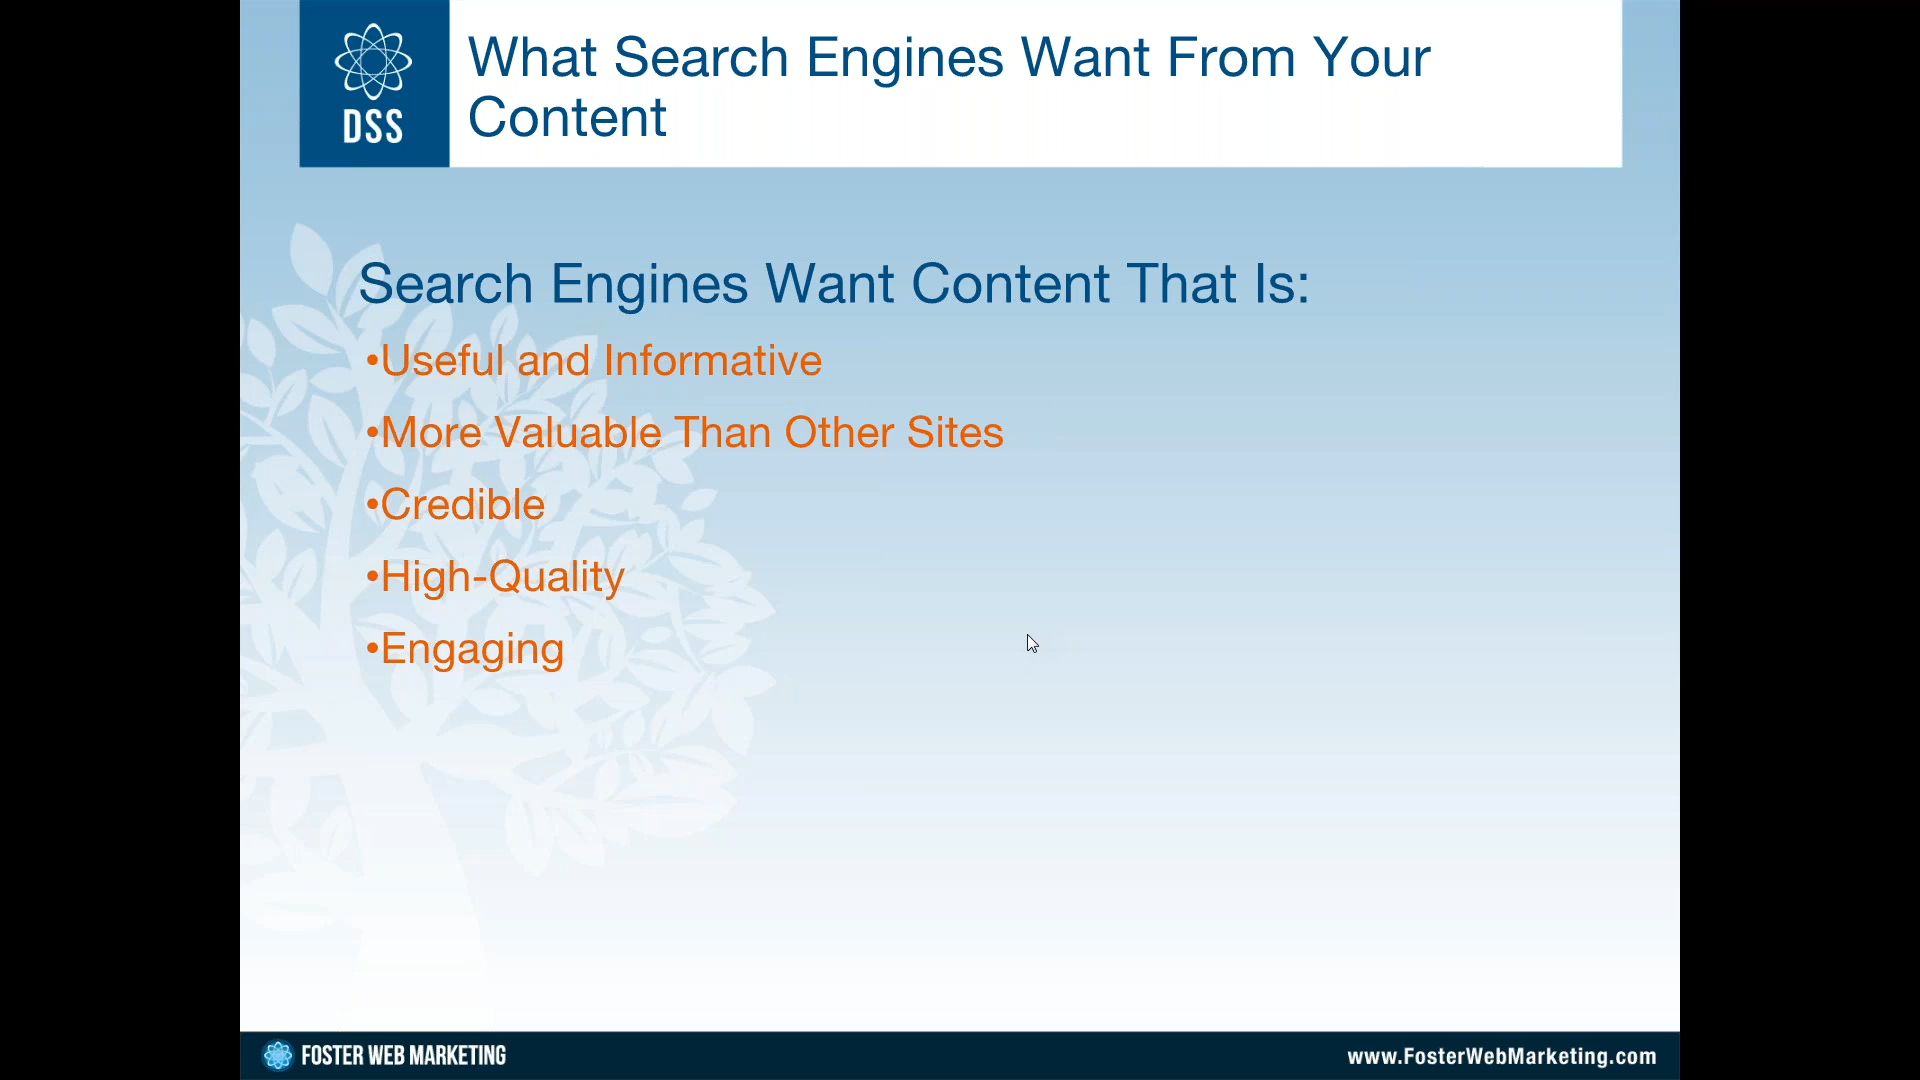 DSS
What Search Engines Want From Your
Content
Search Engines Want Content That Is:
•Useful and Informative
•More Valuable Than Other Sites
•Credible
•High-Quality
•Engaging
FOSTER WEB MARKETING
www.FosterWebMarketing.com